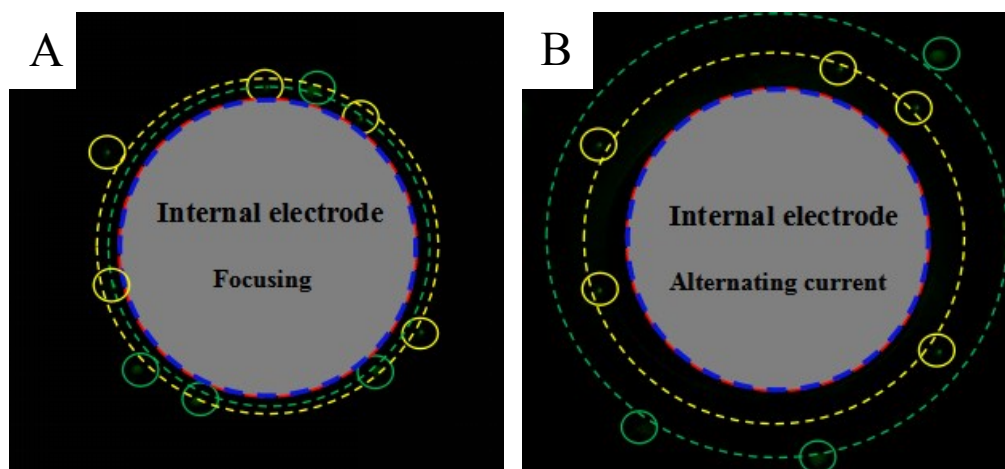 A
Internal electrode
Focusing
B
Internal electrode
Alternating current